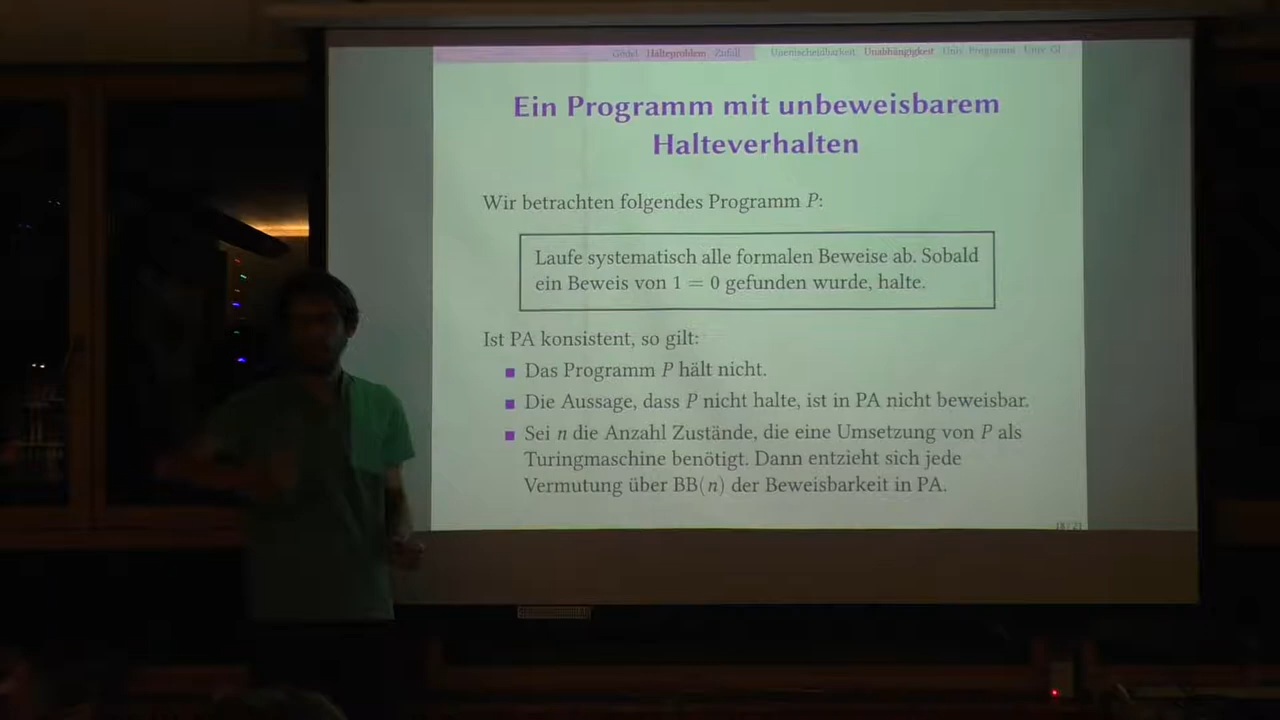 Gödel Halteproblem Zufall Unentscheidbarkeit Unabhängigkeit Univ. Programm Univ. Gl
Ein Programm mit unbeweisbarem
Halteverhalten
Wir betrachten folgendes Programm P:
Laufe systematisch alle formalen Beweise ab. Sobald
ein Beweis von 1 = 0 gefunden wurde, halte.
Ist PA konsistent, so gilt:
Das Programm P hält nicht.
Die Aussage, dass P nicht halte, ist in PA nicht beweisbar.
Sei n die Anzahl Zustände, die eine Umsetzung von P als
Turingmaschine benötigt. Dann entzieht sich jede
Vermutung über BB(n) der Beweisbarkeit in PA.
18 / 21